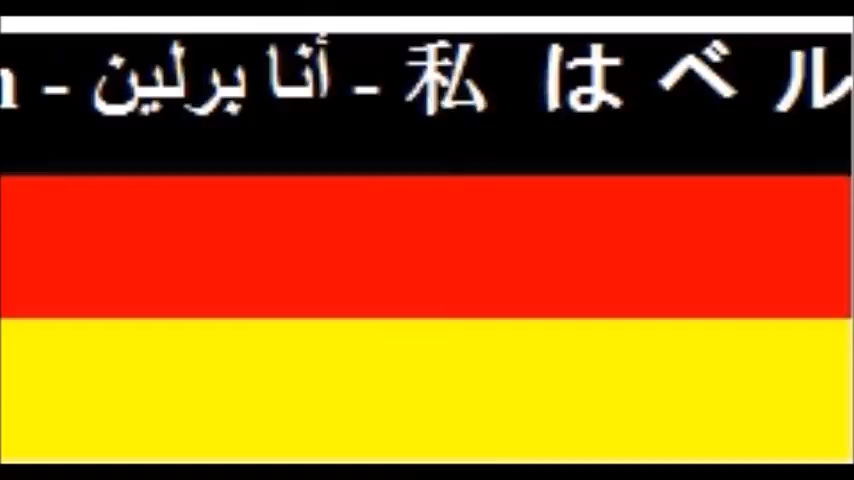 n - أنا برلين - 私 は ベ ル